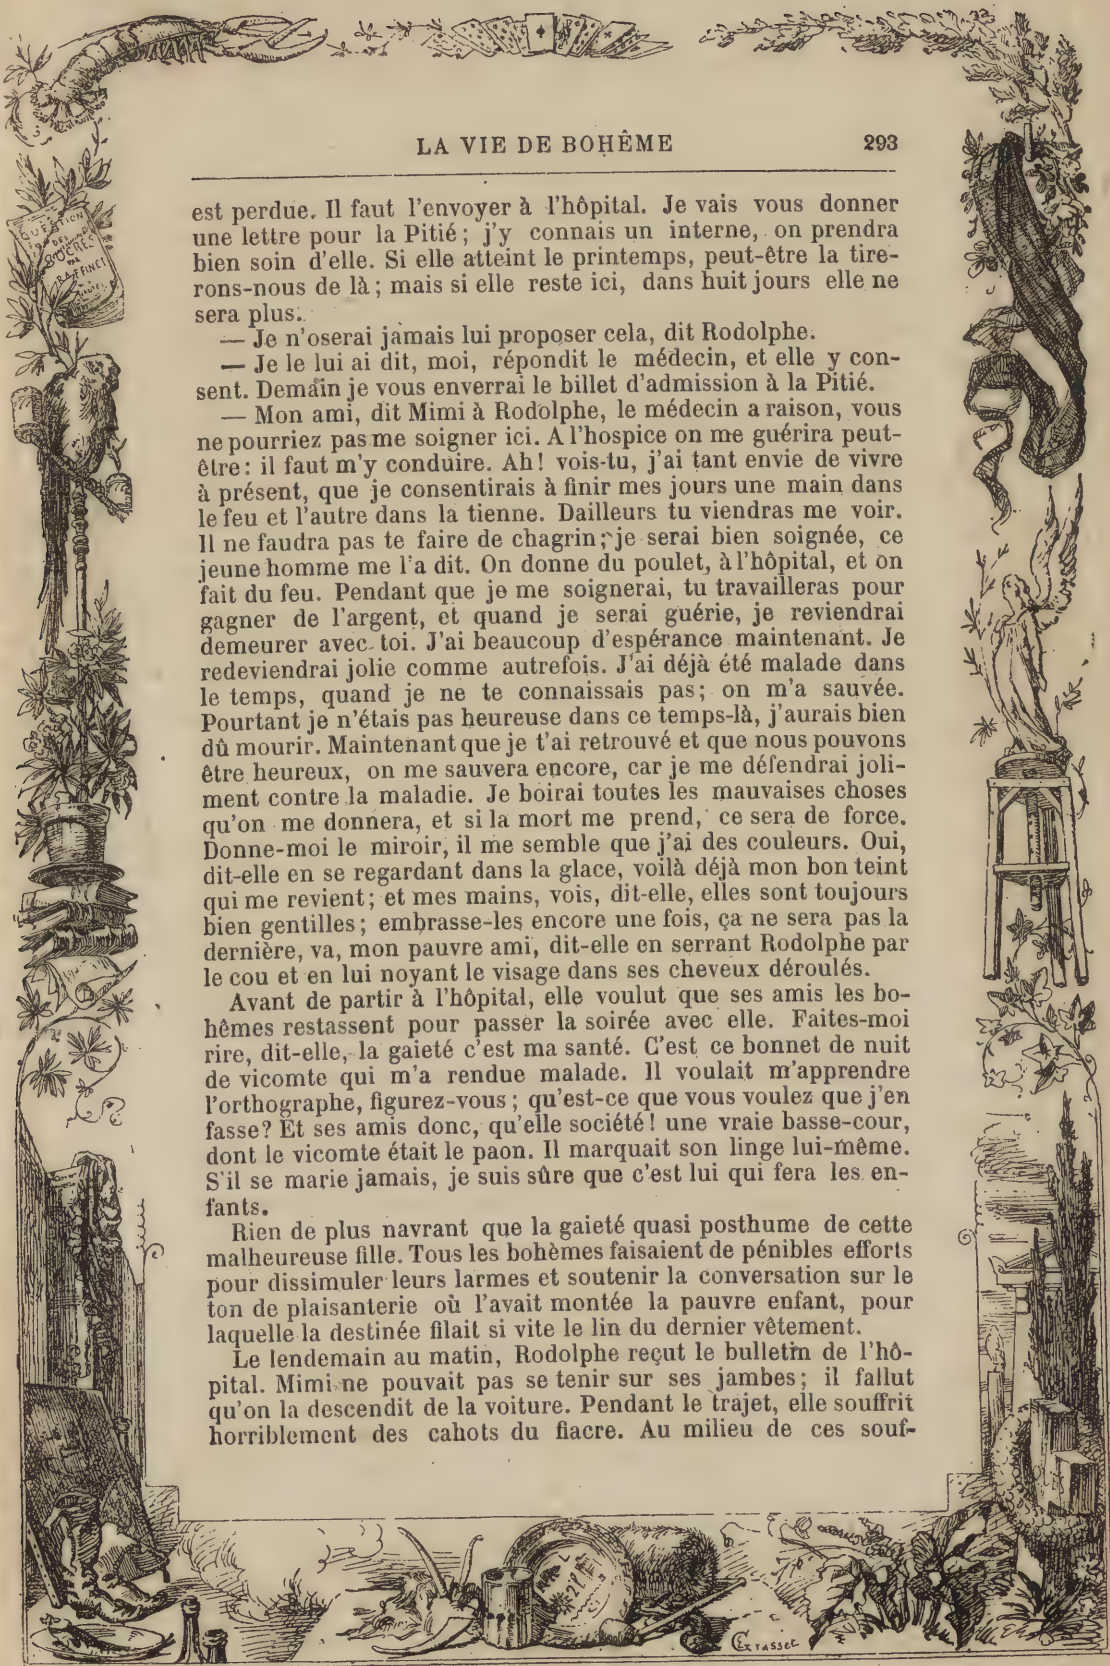 LA VIE DE BOHÊME 293
est perdue. Il faut l'envoyer à l'hôpital. Je vais vous donner
une lettre pour la Pitié ; j'y connais un interne, on prendra
bien soin d'elle. Si elle atteint le printemps, peut-être la tire-
rons-nous de là ; mais si elle reste ici, dans huit jours elle ne
sera plus.
— Je n'oserai jamais lui proposer cela, dit Rodolphe.
— Je le lui ai dit, moi, répondit le médecin, et elle y con-
sent. Demain je vous enverrai le billet d'admission à la Pitié.
— Mon ami, dit Mimi à Rodolphe, le médecin a raison, vous
ne pourriez pas me soigner ici. A l'hospice on me guérira peut-
être : il faut m'y conduire. Ah ! vois-tu, j'ai tant envie de vivre
à présent, que je consentirais à finir mes jours une main dans
le feu et l'autre dans la tienne. Dailleurs tu viendras me voir.
Il ne faudra pas te faire de chagrin ; je serai bien soignée, ce
jeune homme me l'a dit. On donne du poulet, à l'hôpital, et on
fait du feu. Pendant que je me soignerai, tu travailleras pour
gagner de l'argent, et quand je serai guérie, je reviendrai
demeurer avec toi. J'ai beaucoup d'espérance maintenant. Je
redeviendrai jolie comme autrefois. J'ai déjà été malade dans
le temps, quand je ne te connaissais pas ; on m'a sauvée.
Pourtant je n'étais pas heureuse dans ce temps-là, j'aurais bien
dû mourir. Maintenant que je t'ai retrouvé et que nous pouvons
être heureux, on me sauvera encore, car je me défendrai joli-
ment contre la maladie. Je boirai toutes les mauvaises choses
qu'on me donnera, et si la mort me prend, ce sera de force.
Donne-moi le miroir, il me semble que j'ai des couleurs. Oui,
dit-elle en se regardant dans la glace, voilà déjà mon bon teint
qui me revient ; et mes mains, vois, dit-elle, elles sont toujours
bien gentilles ; embrasse-les encore une fois, ça ne sera pas la
dernière, va, mon pauvre ami, dit-elle en serrant Rodolphe par
le cou et en lui noyant le visage dans ses cheveux déroulés.
Avant de partir à l'hôpital, elle voulut que ses amis les bo-
hêmes restassent pour passer la soirée avec elle. Faites-moi
rire, dit-elle, la gaieté c'est ma santé. C'est ce bonnet de nuit
de vicomte qui m'a rendue malade. Il voulait m'apprendre
l'orthographe, figurez-vous ; qu'est-ce que vous voulez que j'en
fasse? Et ses amis donc, qu'elle société ! une vraie basse-cour,
dont le vicomte était le paon. Il marquait son linge lui-même.
S'il se marie jamais, je suis sûre que c'est lui qui fera les en-
fants.
Rien de plus navrant que la gaieté quasi posthume de cette
malheureuse fille. Tous les bohèmes faisaient de pénibles efforts
pour dissimuler leurs larmes et soutenir la conversation sur le
ton de plaisanterie où l'avait montée la pauvre enfant, pour
laquelle la destinée filait si vite le lin du dernier vêtement.
Le lendemain au matin, Rodolphe reçut le bulletin de l'hô-
pital. Mimi ne pouvait pas se tenir sur ses jambes ; il fallut
qu'on la descendit de la voiture. Pendant le trajet, elle souffrit
horriblement des cahots du fiacre. Au milieu de ces souf-
QUESTION
DES
SUCRES
PAR
RAFFINEL
Grasset